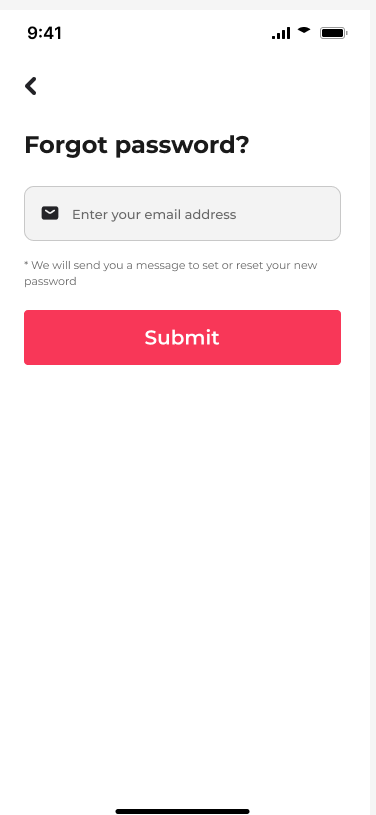 9:41
Forgot password?
Enter your email address
* We will send you a message to set or reset your new
password
Submit